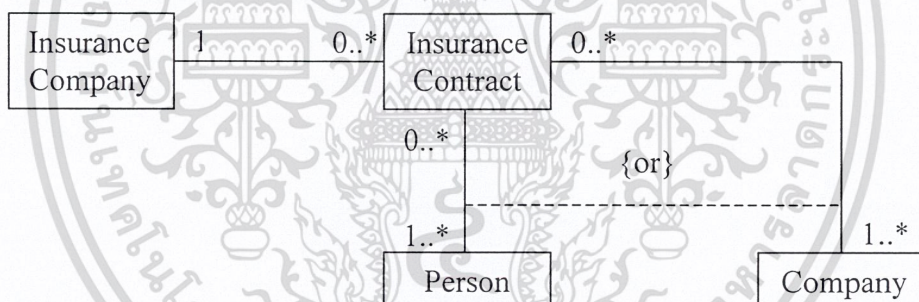 Insurance
Company
1
0..*
Insurance
Contract
0..*
0..*
{or}
1..*
1..*
Person
Company